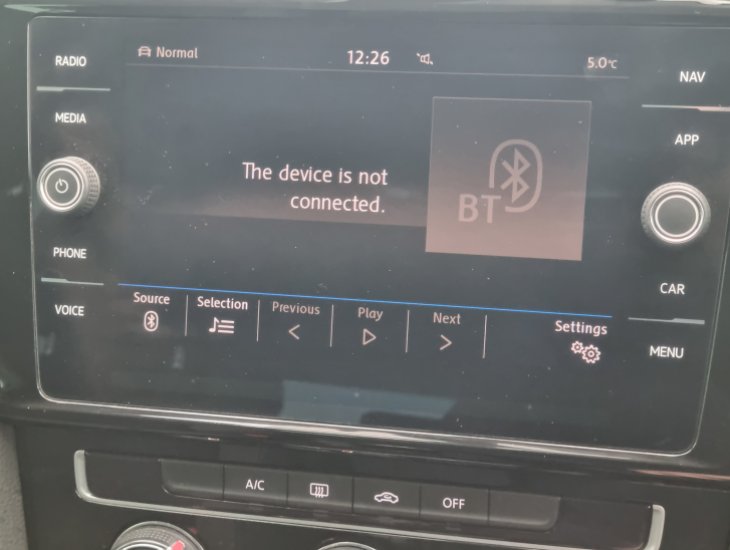 Normal
12:26
5.0°C
RADIO
MEDIA
PHONE
VOICE
The device is not
connected.
BT
NAV
APP
CAR
MENU
Source
Selection
Previous
Play
Next
Settings
A/C
OFF